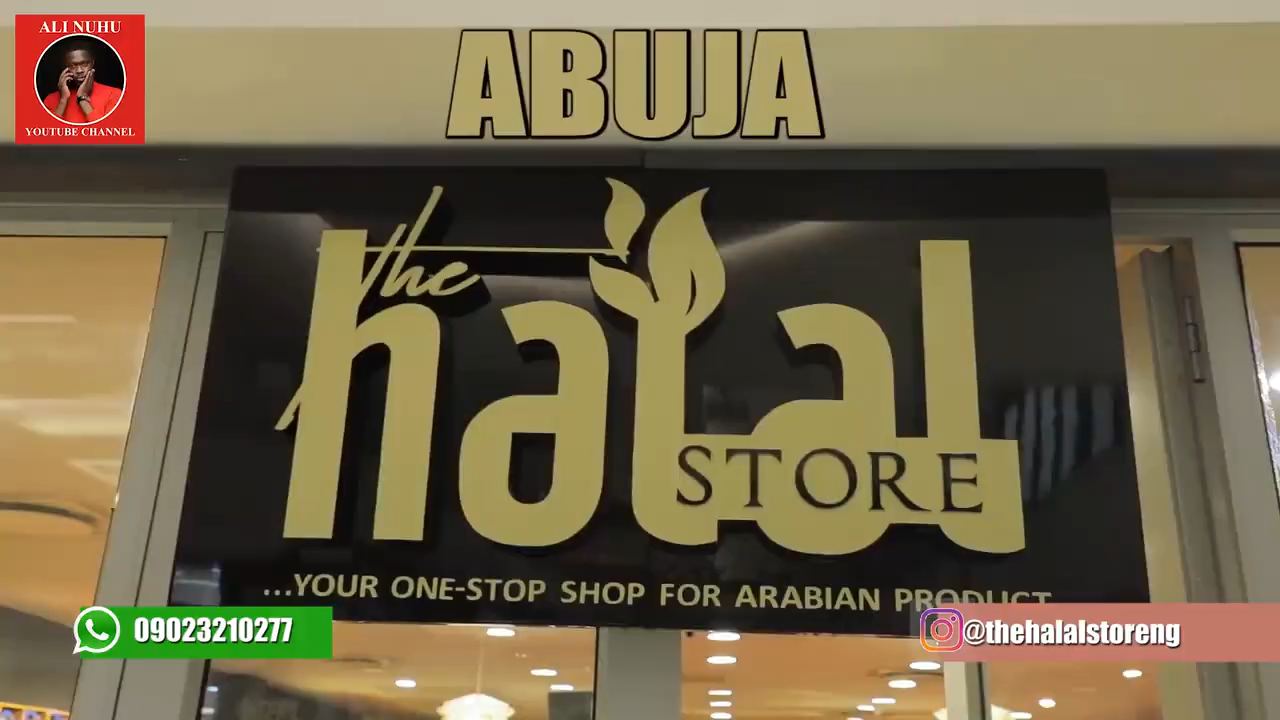 ALI NUHU
YOUTUBE CHANNEL
ABUJA
the
halal
STORE
...YOUR ONE-STOP SHOP FOR ARABIAN PRODUCT
09023210277
@thehalalstoreng